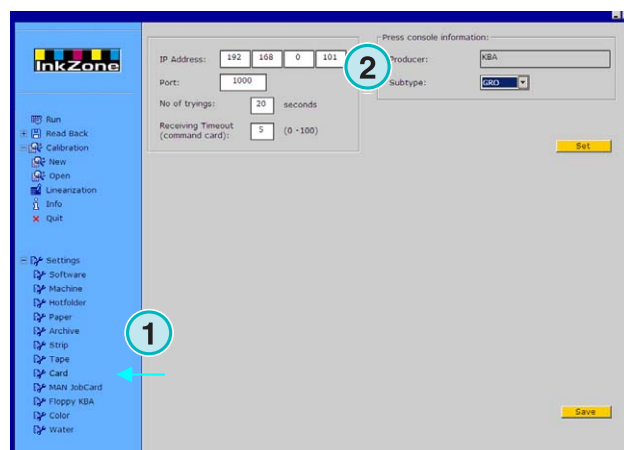 InkZone
Run
Read Back
Calibration
New
Open
Linearization
Info
Quit
Settings
Software
Machine
Hotfolder
Paper
Archive
Strip
Tape
Card
MAN JobCard
Floppy KBA
Color
Water
1
IP Address: 192 168 0 101
Port: 1000
No of tryings: 20 seconds
Receiving Timeout
(command card): 5 (0 -100)
2
Press console information:
Producer: KBA
Subtype: GRO
Set
Save